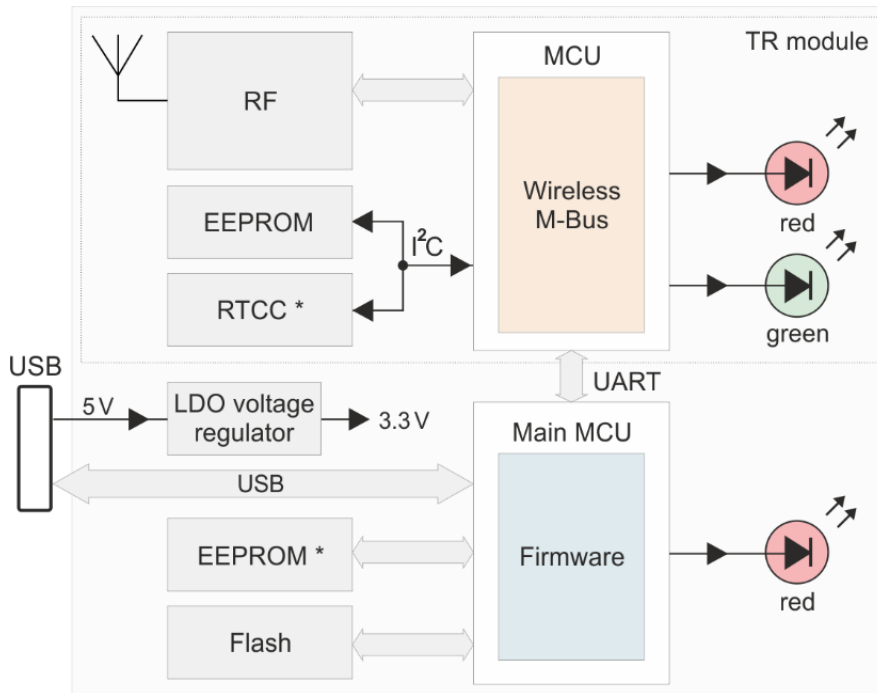 TR module
MCU
RF
Wireless
M-Bus
red
EEPROM
I²C
RTCC *
green
USB
UART
5 V
LDO voltage
regulator
3.3 V
Main MCU
USB
EEPROM *
Firmware
red
Flash